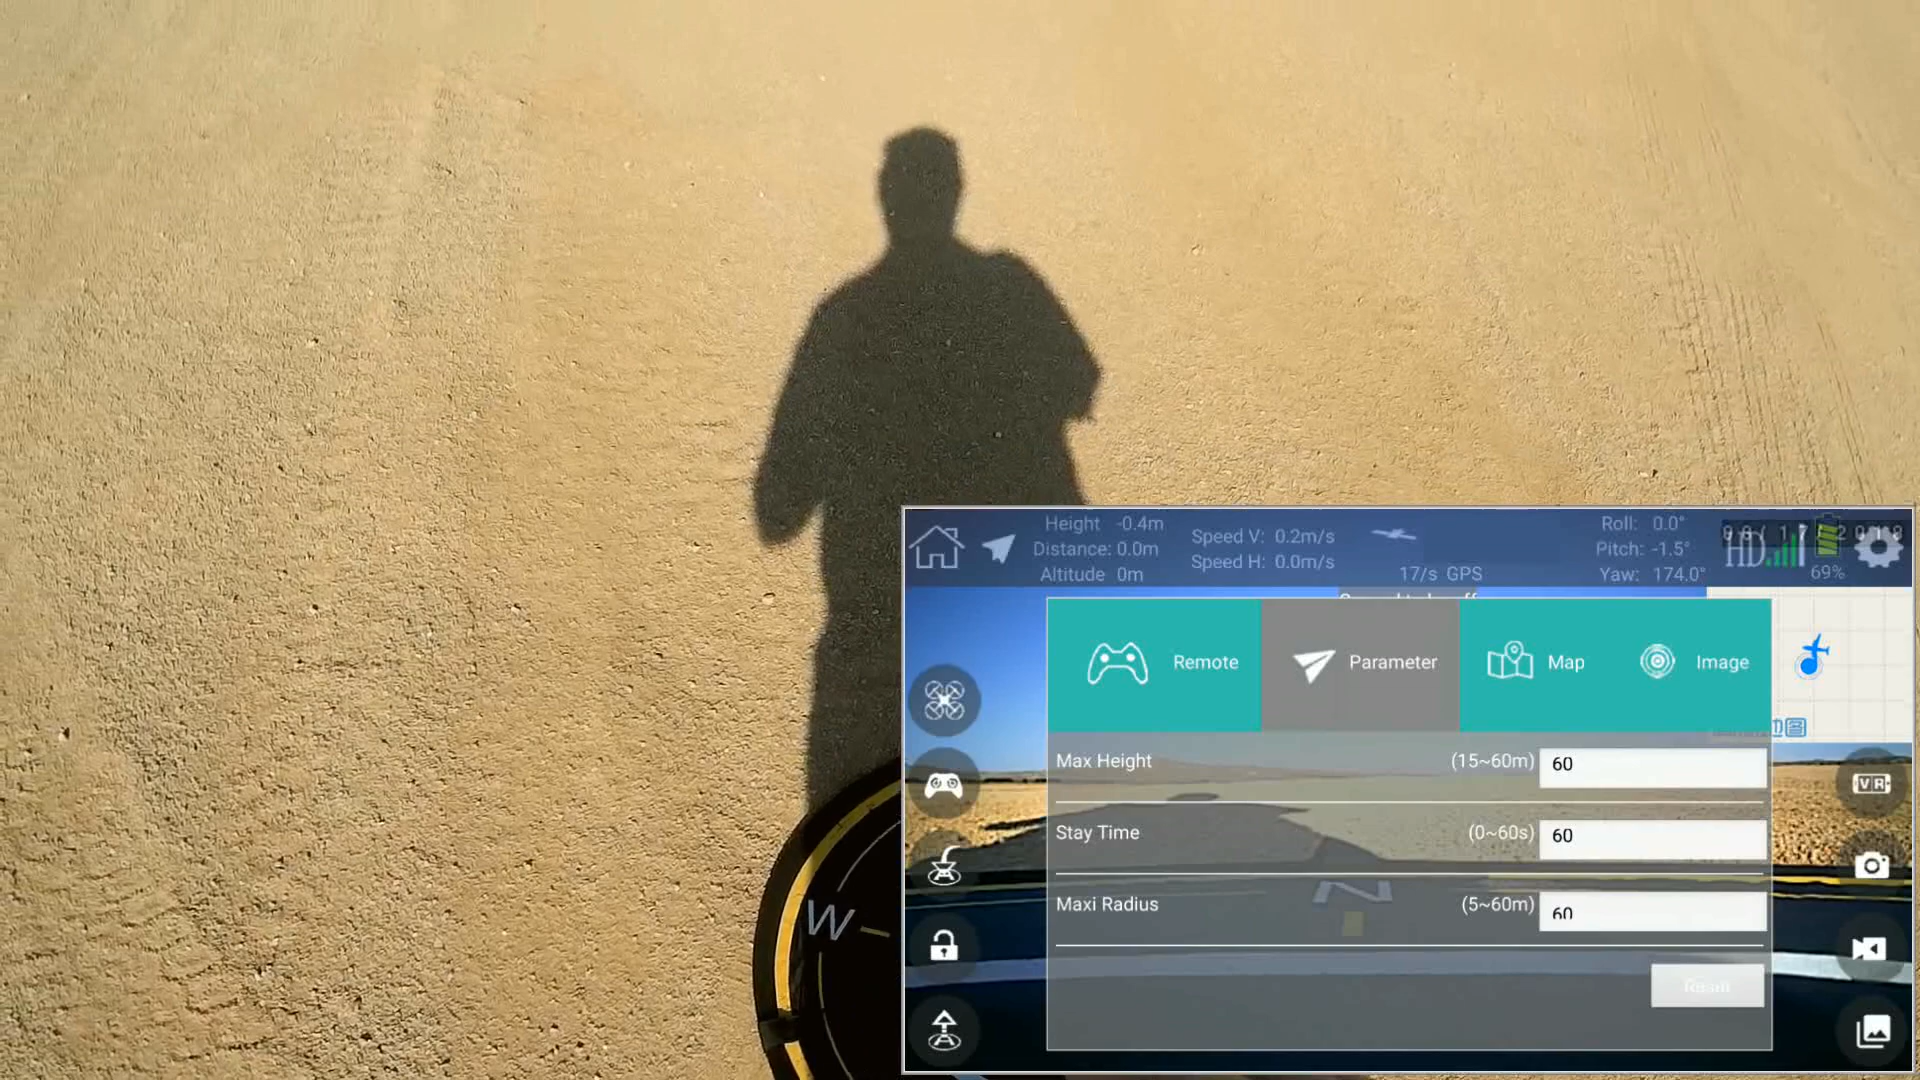 W
Height -0.4m
Distance: 0.0m
Altitude 0m
Speed V: 0.2m/s
Speed H: 0.0m/s
17/s GPS
Roll: 0.0°
Pitch: -1.5°
Yaw: 174.0°
HD
69%
Remote
Parameter
Map
Image
Max Height (15~60m) 60
Stay Time (0~60s) 60
Maxi Radius (5~60m) 60
Reset
VR
N